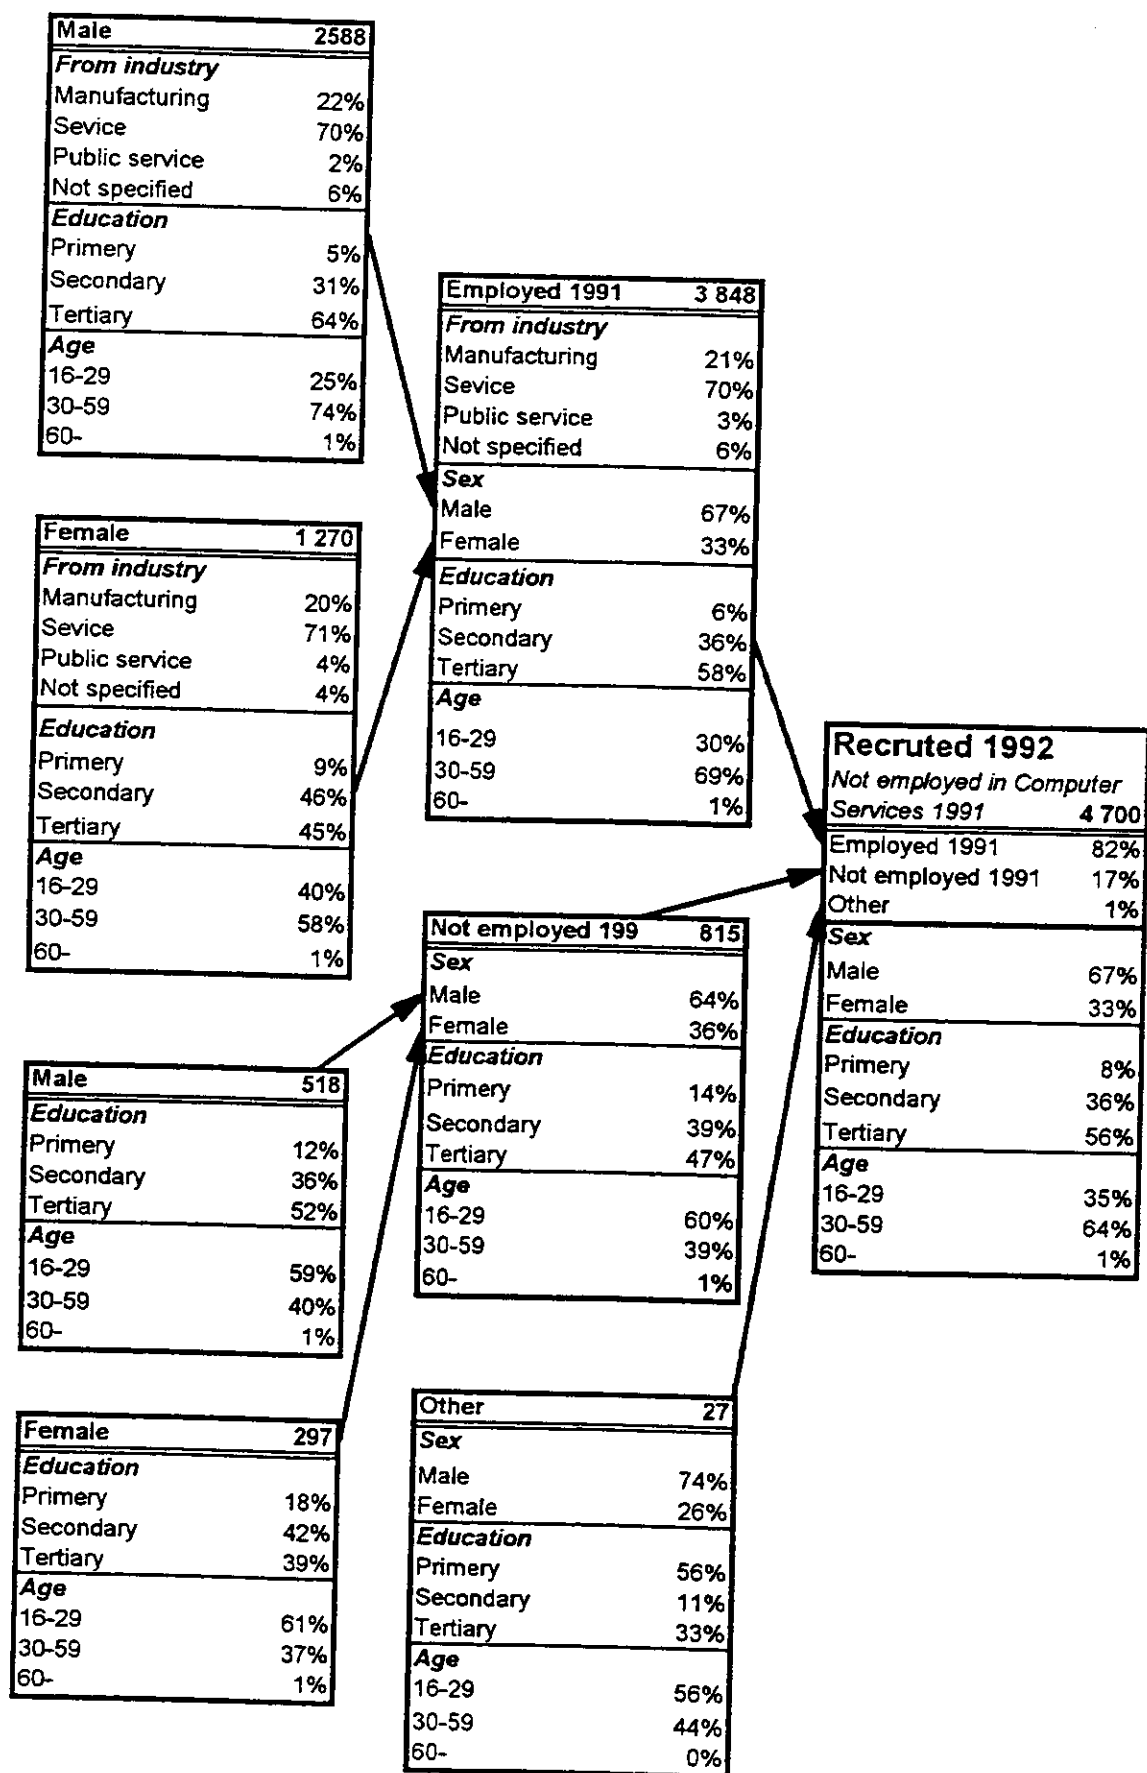 Male 2588
From industry
Manufacturing 22%
Sevice 70%
Public service 2%
Not specified 6%
Education
Primery 5%
Secondary 31%
Tertiary 64%
Age
16-29 25%
30-59 74%
60- 1%
Female 1 270
From industry
Manufacturing 20%
Sevice 71%
Public service 4%
Not specified 4%
Education
Primery 9%
Secondary 46%
Tertiary 45%
Age
16-29 40%
30-59 58%
60- 1%
Male 518
Education
Primery 12%
Secondary 36%
Tertiary 52%
Age
16-29 59%
30-59 40%
60- 1%
Female 297
Education
Primery 18%
Secondary 42%
Tertiary 39%
Age
16-29 61%
30-59 37%
60- 1%
Employed 1991 3 848
From industry
Manufacturing 21%
Sevice 70%
Public service 3%
Not specified 6%
Sex
Male 67%
Female 33%
Education
Primery 6%
Secondary 36%
Tertiary 58%
Age
16-29 30%
30-59 69%
60- 1%
Not employed 199 815
Sex
Male 64%
Female 36%
Education
Primery 14%
Secondary 39%
Tertiary 47%
Age
16-29 60%
30-59 39%
60- 1%
Other 27
Sex
Male 74%
Female 26%
Education
Primery 56%
Secondary 11%
Tertiary 33%
Age
16-29 56%
30-59 44%
60- 0%
Recruted 1992
Not employed in Computer
Services 1991 4 700
Employed 1991 82%
Not employed 1991 17%
Other 1%
Sex
Male 67%
Female 33%
Education
Primery 8%
Secondary 36%
Tertiary 56%
Age
16-29 35%
30-59 64%
60- 1%